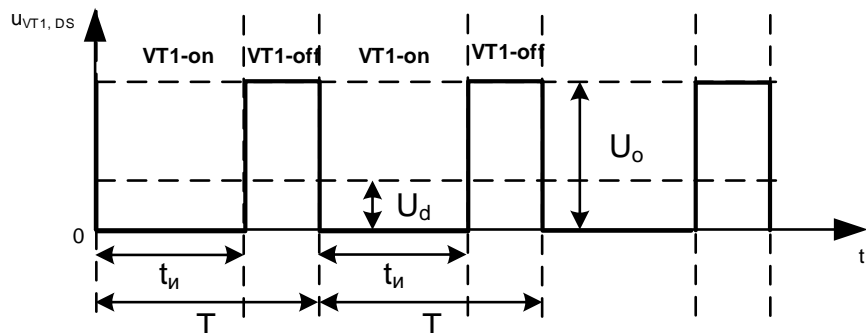 uVT1, DS
VT1-on VT1-off VT1-on VT1-off
Uo
Ud
0
t
tи tи
T T